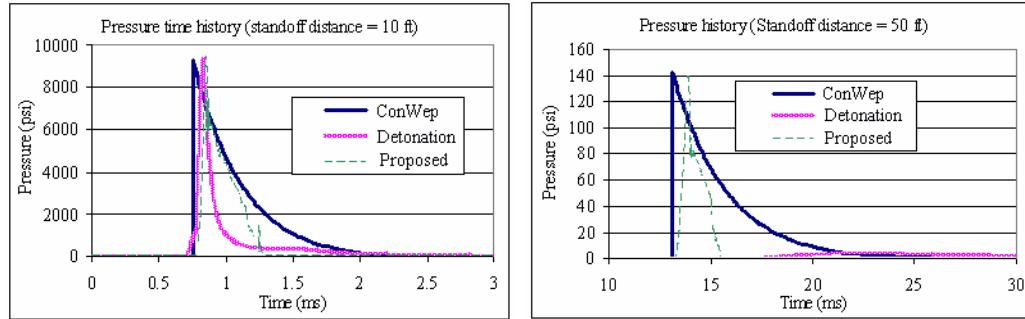 Pressure time history (standoff distance = 10 ft)
10000
8000
6000
4000
2000
0
Pressure (psi)
ConWep
Detonation
Proposed
0 0.5 1 1.5 2 2.5 3
Time (ms)
Pressure history (Standoff distance = 50 ft)
160
140
120
100
80
60
40
20
0
Pressure (psi)
ConWep
Detonation
Proposed
10 15 20 25 30
Time (ms)